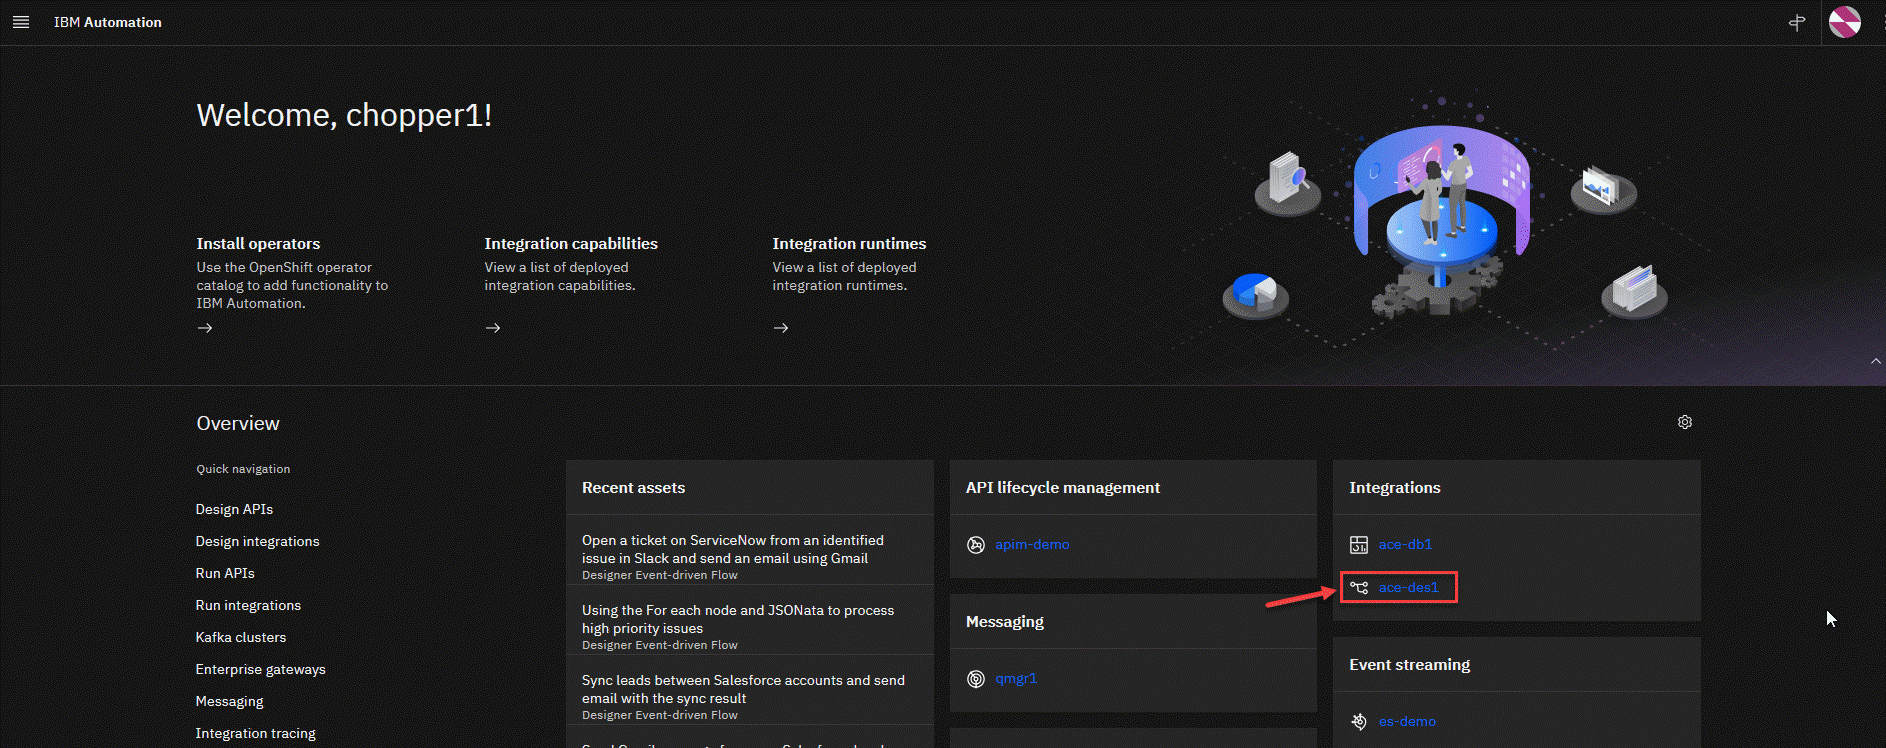 IBM Automation
Welcome, chopper1!
Install operators
Use the OpenShift operator
catalog to add functionality to
IBM Automation.
Integration capabilities
View a list of deployed
integration capabilities.
Integration runtimes
View a list of deployed
integration runtimes.
Overview
Quick navigation
Design APIs
Design integrations
Run APIs
Run integrations
Kafka clusters
Enterprise gateways
Messaging
Integration tracing
Recent assets
Open a ticket on ServiceNow from an identified
issue in Slack and send an email using Gmail
Designer Event-driven Flow
Using the For each node and JSONata to process
high priority issues
Designer Event-driven Flow
Sync leads between Salesforce accounts and send
email with the sync result
Designer Event-driven Flow
API lifecycle management
apim-demo
Messaging
qmgr1
Integrations
ace-db1
ace-des1
Event streaming
es-demo